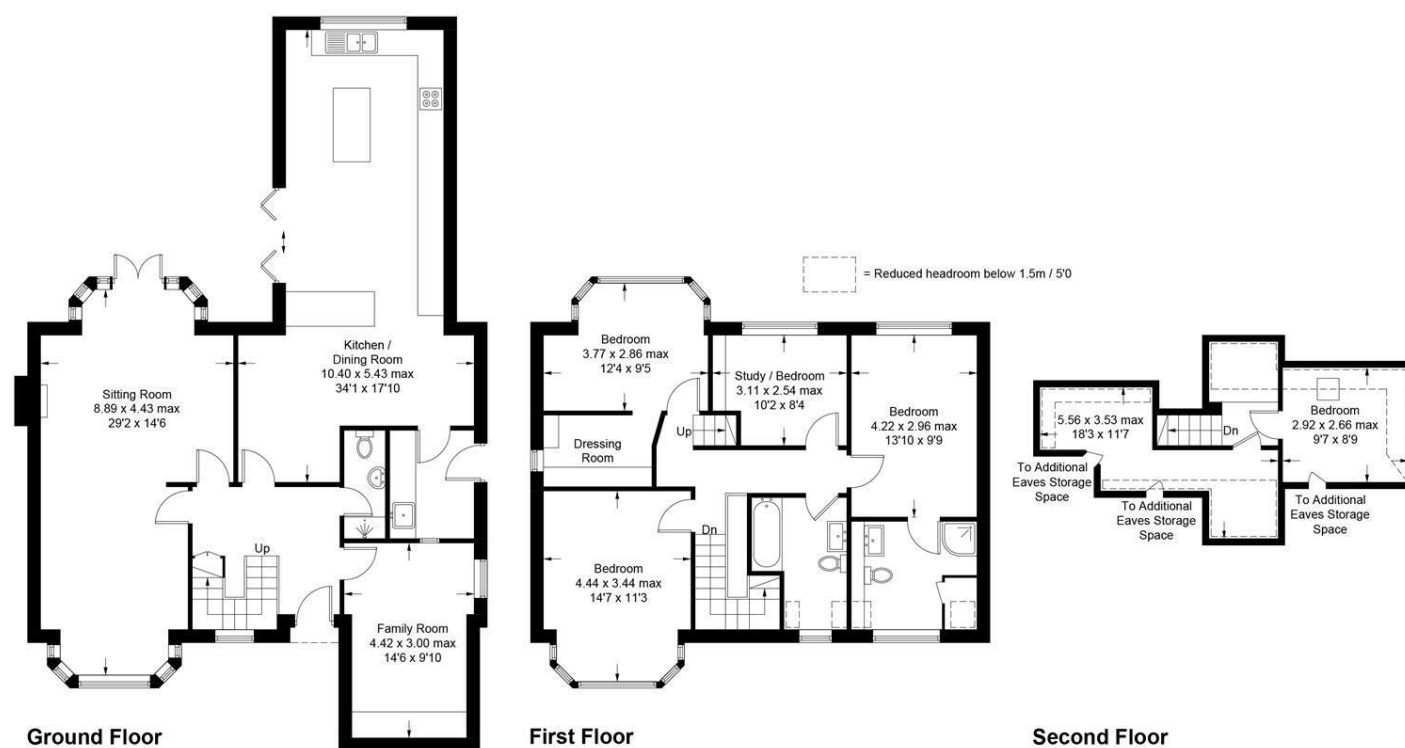 Kitchen /
Dining Room
10.40 x 5.43 max
34'1 x 17'10
Sitting Room
8.89 x 4.43 max
29'2 x 14'6
Up
Family Room
4.42 x 3.00 max
14'6 x 9'10
Ground Floor
= Reduced headroom below 1.5m / 5'0
Bedroom
3.77 x 2.86 max
12'4 x 9'5
Study / Bedroom
3.11 x 2.54 max
10'2 x 8'4
Bedroom
4.22 x 2.96 max
13'10 x 9'9
Up
Dressing
Room
Dn
Bedroom
4.44 x 3.44 max
14'7 x 11'3
First Floor
5.56 x 3.53 max
18'3 x 11'7
Dn
Bedroom
2.92 x 2.66 max
9'7 x 8'9
To Additional
Eaves Storage
Space
To Additional
Eaves Storage
Space
To Additional
Eaves Storage
Space
Second Floor